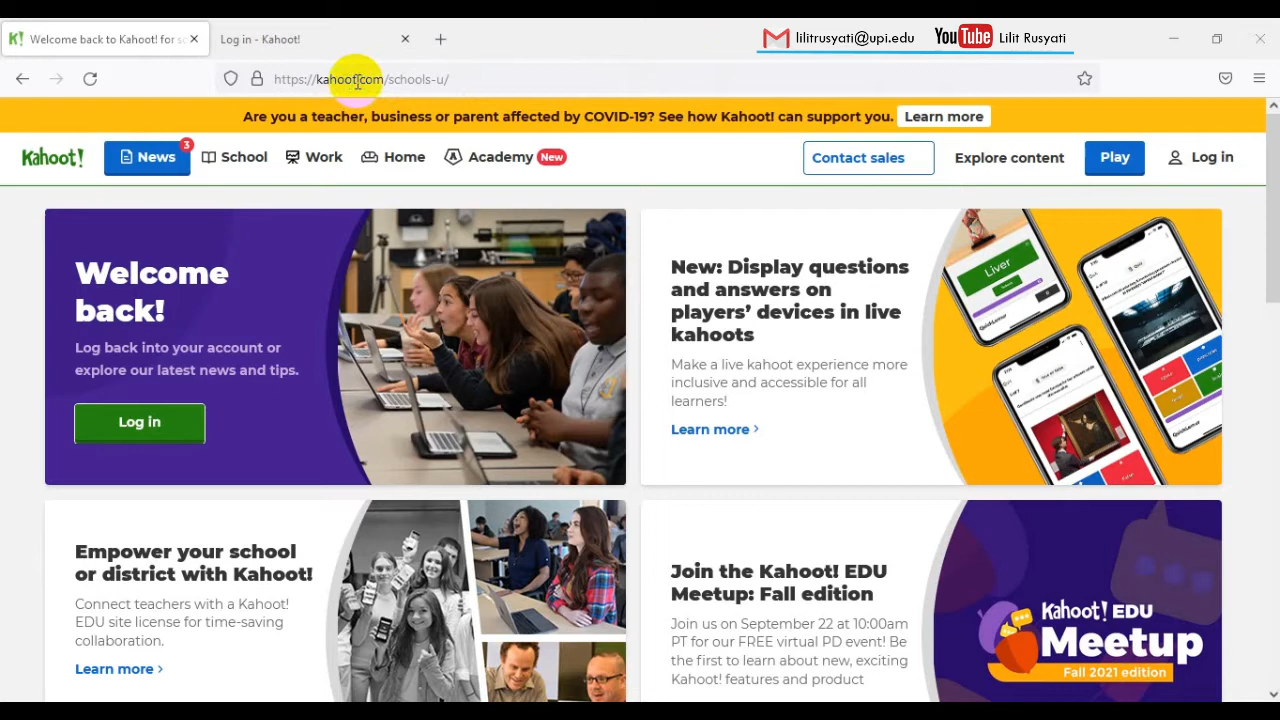 Welcome back to Kahoot! for sc
Log in - Kahoot!
lilitrusyati@upi.edu
YouTube
Lilit Rusyati
https://kahoot.com/schools-u/
Are you a teacher, business or parent affected by COVID-19? See how Kahoot! can support you.
Learn more
Kahoot!
News
3
School
Work
Home
Academy
New
Contact sales
Explore content
Play
Log in
Welcome
back!
Log back into your account or
explore our latest news and tips.
Log in
New: Display questions
and answers on
players' devices in live
kahoots
Make a live kahoot experience more
inclusive and accessible for all
learners!
Learn more >
Liver
Empower your school
or district with Kahoot!
Connect teachers with a Kahoot!
EDU site license for time-saving
collaboration.
Learn more >
Join the Kahoot! EDU
Meetup: Fall edition
Join us on September 22 at 10:00am
PT for our FREE virtual PD event! Be
the first to learn about new, exciting
Kahoot! features and product
Kahoot! EDU
Meetup
Fall 2021 edition